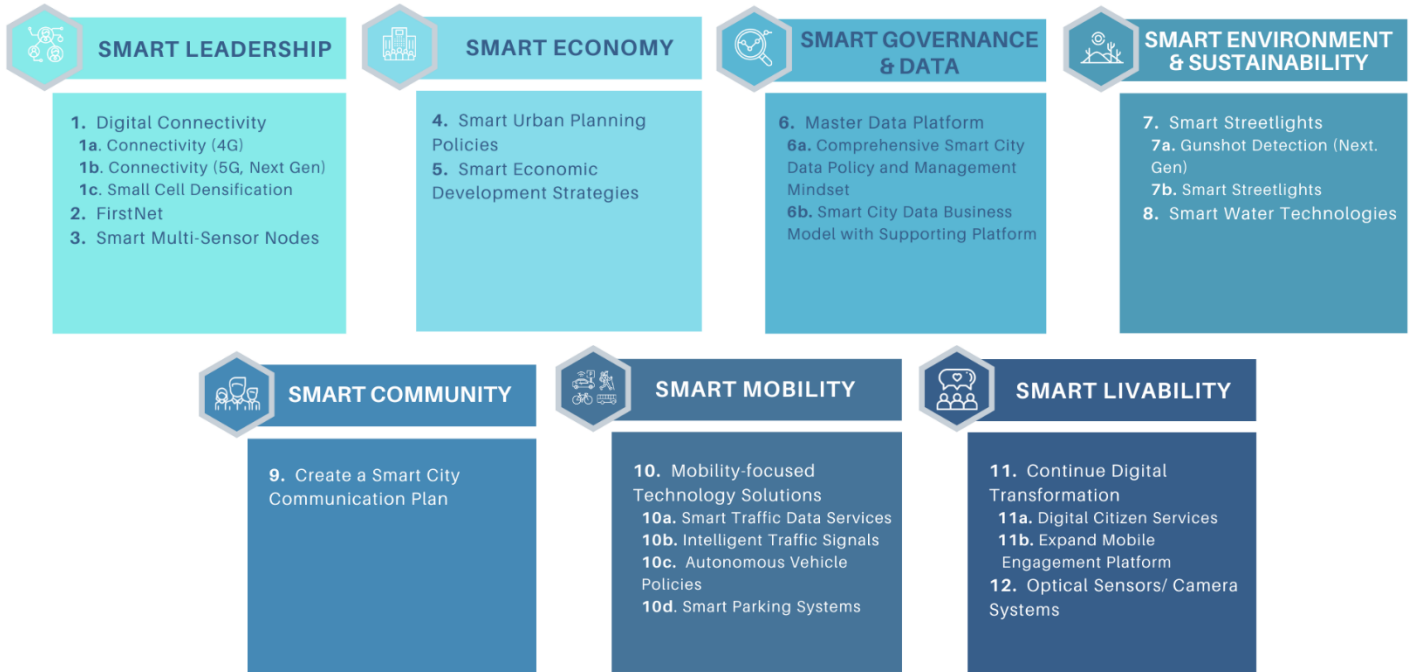 SMART LEADERSHIP
1. Digital Connectivity
1a. Connectivity (4G)
1b. Connectivity (5G, Next Gen)
1c. Small Cell Densification
2. FirstNet
3. Smart Multi-Sensor Nodes
SMART ECONOMY
4. Smart Urban Planning
Policies
5. Smart Economic
Development Strategies
SMART GOVERNANCE
& DATA
6. Master Data Platform
6a. Comprehensive Smart City
Data Policy and Management
Mindset
6b. Smart City Data Business
Model with Supporting Platform
SMART ENVIRONMENT
& SUSTAINABILITY
7. Smart Streetlights
7a. Gunshot Detection (Next.
Gen)
7b. Smart Streetlights
8. Smart Water Technologies
SMART COMMUNITY
9. Create a Smart City
Communication Plan
SMART MOBILITY
10. Mobility-focused
Technology Solutions
10a. Smart Traffic Data Services
10b. Intelligent Traffic Signals
10c. Autonomous Vehicle
Policies
10d. Smart Parking Systems
SMART LIVABILITY
11. Continue Digital
Transformation
11a. Digital Citizen Services
11b. Expand Mobile
Engagement Platform
12. Optical Sensors/ Camera
Systems